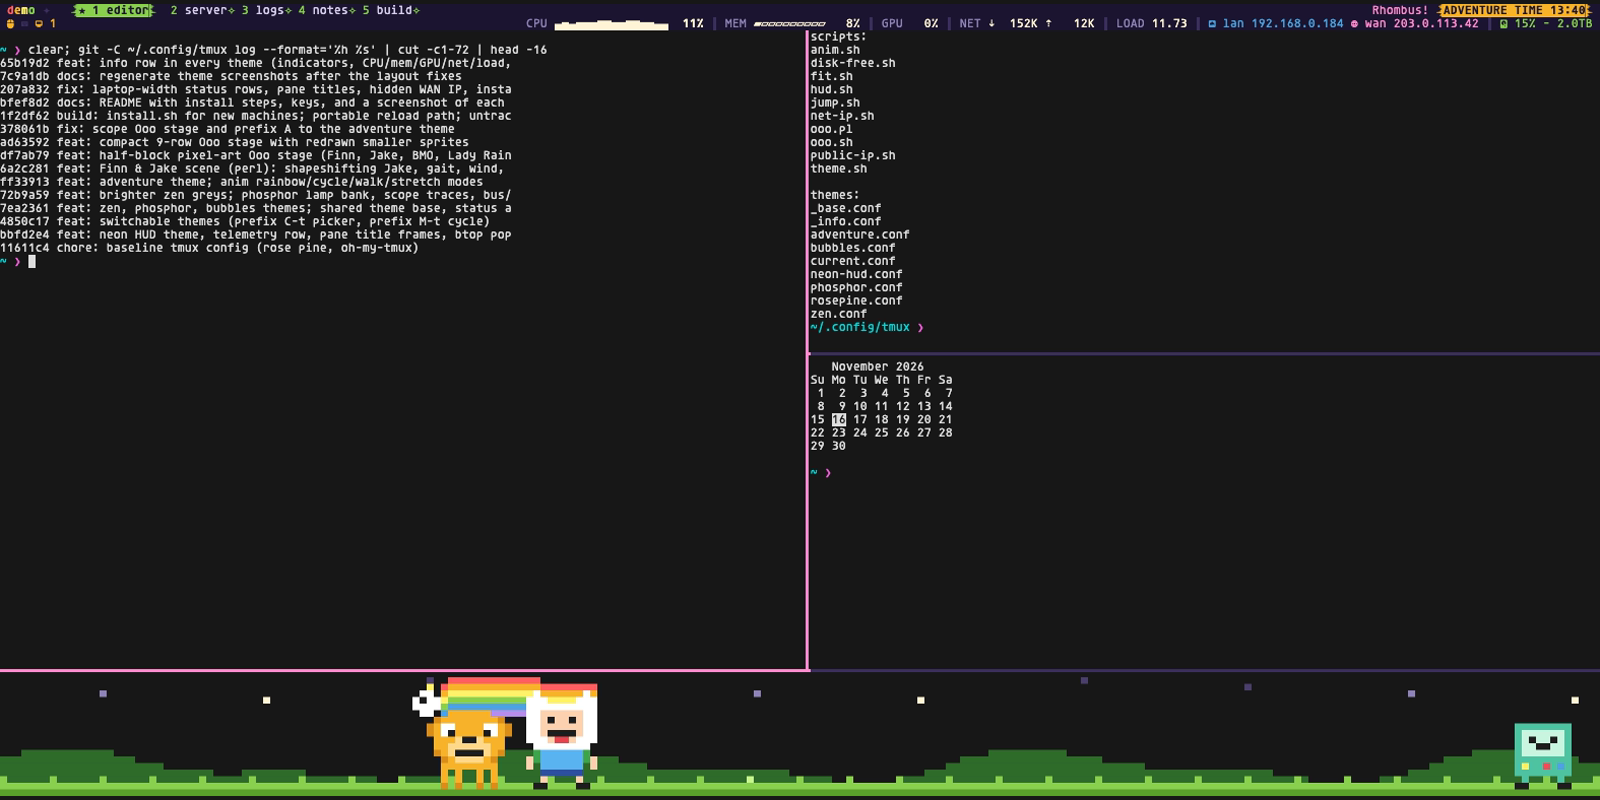 demo ★ 1 editor 2 server 3 logs 4 notes 5 build Rhombus! ADVENTURE TIME 13:40
1 CPU 11% MEM 8% GPU 0% NET ↓ 152K ↑ 12K LOAD 11.73 lan 192.168.0.184 wan 203.0.113.42 15% - 2.0TB
~ ❯ clear; git -C ~/.config/tmux log --format='%h %s' | cut -c1-72 | head -16
65b19d2 feat: info row in every theme (indicators, CPU/mem/GPU/net/load,
7c9a1db docs: regenerate theme screenshots after the layout fixes
207a832 fix: laptop-width status rows, pane titles, hidden WAN IP, insta
bfef8d2 docs: README with install steps, keys, and a screenshot of each
1f2df62 build: install.sh for new machines; portable reload path; untrac
378061b fix: scope Ooo stage and prefix A to the adventure theme
ad63592 feat: compact 9-row Ooo stage with redrawn smaller sprites
df7ab79 feat: half-block pixel-art Ooo stage (Finn, Jake, BMO, Lady Rain
6a2c281 feat: Finn & Jake scene (perl): shapeshifting Jake, gait, wind,
ff33913 feat: adventure theme; anim rainbow/cycle/walk/stretch modes
72b9a59 feat: brighter zen greys; phosphor lamp bank, scope traces, bus/
7ea2361 feat: zen, phosphor, bubbles themes; shared theme base, status a
4850c17 feat: switchable themes (prefix C-t picker, prefix M-t cycle)
bbfd2e4 feat: neon HUD theme, telemetry row, pane title frames, btop pop
11611c4 chore: baseline tmux config (rose pine, oh-my-tmux)
~ ❯
scripts:
anim.sh
disk-free.sh
fit.sh
hud.sh
jump.sh
net-ip.sh
ooo.pl
ooo.sh
public-ip.sh
theme.sh
themes:
_base.conf
_info.conf
adventure.conf
bubbles.conf
current.conf
neon-hud.conf
phosphor.conf
rosepine.conf
zen.conf
~/.config/tmux ❯
November 2026
Su Mo Tu We Th Fr Sa
1 2 3 4 5 6 7
8 9 10 11 12 13 14
15 16 17 18 19 20 21
22 23 24 25 26 27 28
29 30
~ ❯